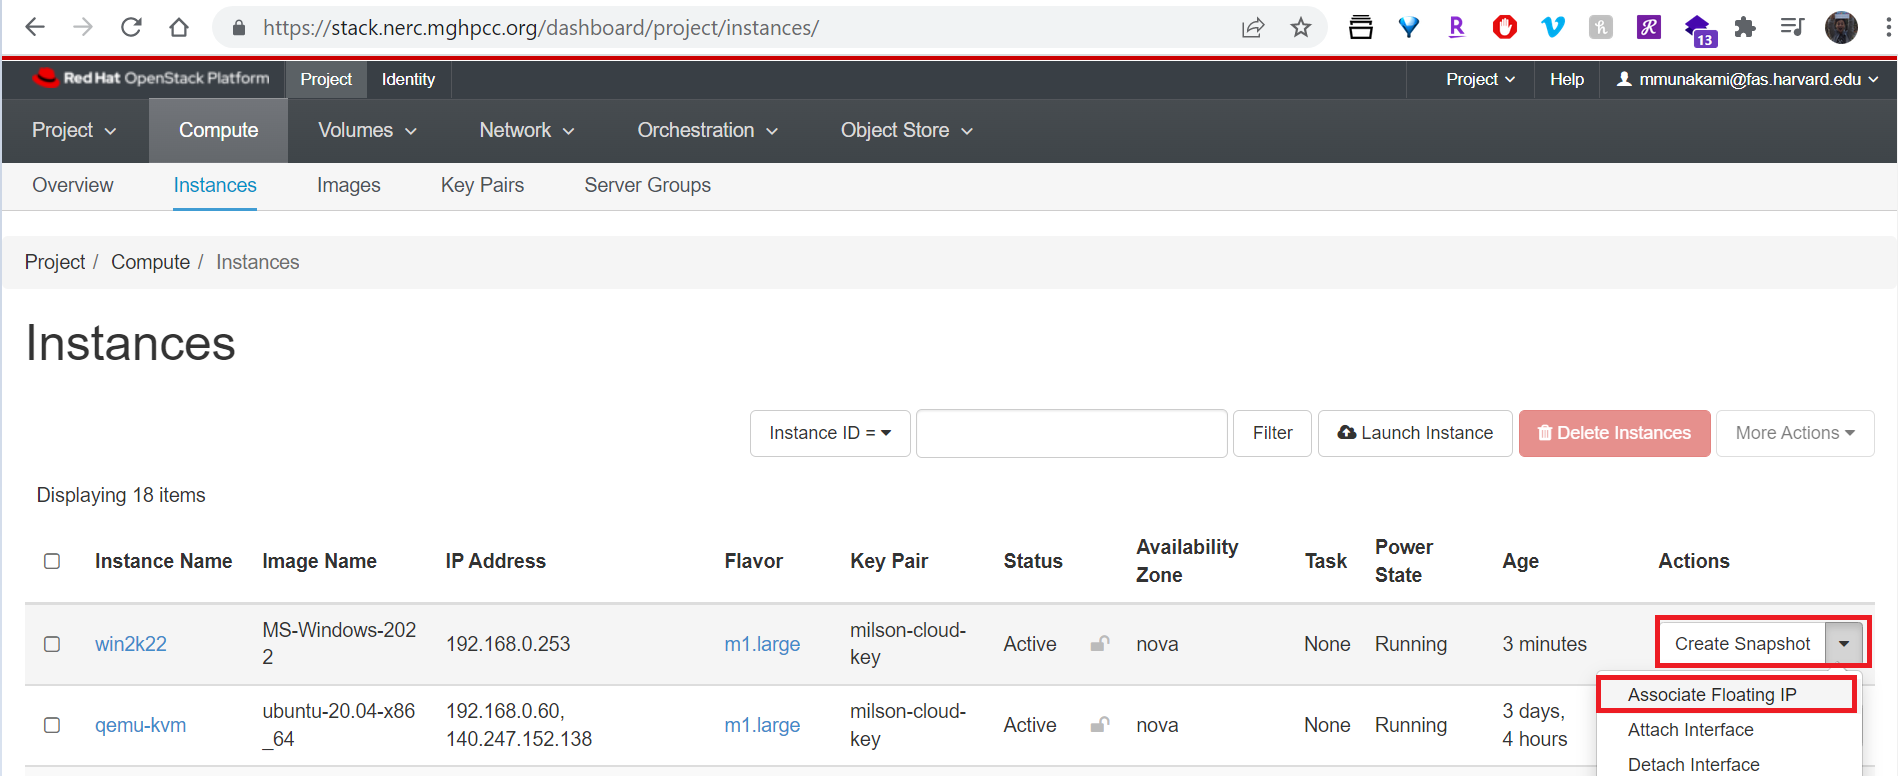 https://stack.nerc.mghpcc.org/dashboard/project/instances/
13
Red Hat OpenStack Platform
Project
Identity
Project
Help
mmunakami@fas.harvard.edu
Project
Compute
Volumes
Network
Orchestration
Object Store
Overview
Instances
Images
Key Pairs
Server Groups
Project / Compute / Instances
Instances
Instance ID =
Filter
Launch Instance
Delete Instances
More Actions
Displaying 18 items
Instance Name
Image Name
IP Address
Flavor
Key Pair
Status
Availability
Zone
Task
Power
State
Age
Actions
win2k22
MS-Windows-202
2
192.168.0.253
m1.large
milson-cloud-
key
Active
nova
None
Running
3 minutes
Create Snapshot
Associate Floating IP
Attach Interface
Detach Interface
qemu-kvm
ubuntu-20.04-x86
_64
192.168.0.60,
140.247.152.138
m1.large
milson-cloud-
key
Active
nova
None
Running
3 days,
4 hours